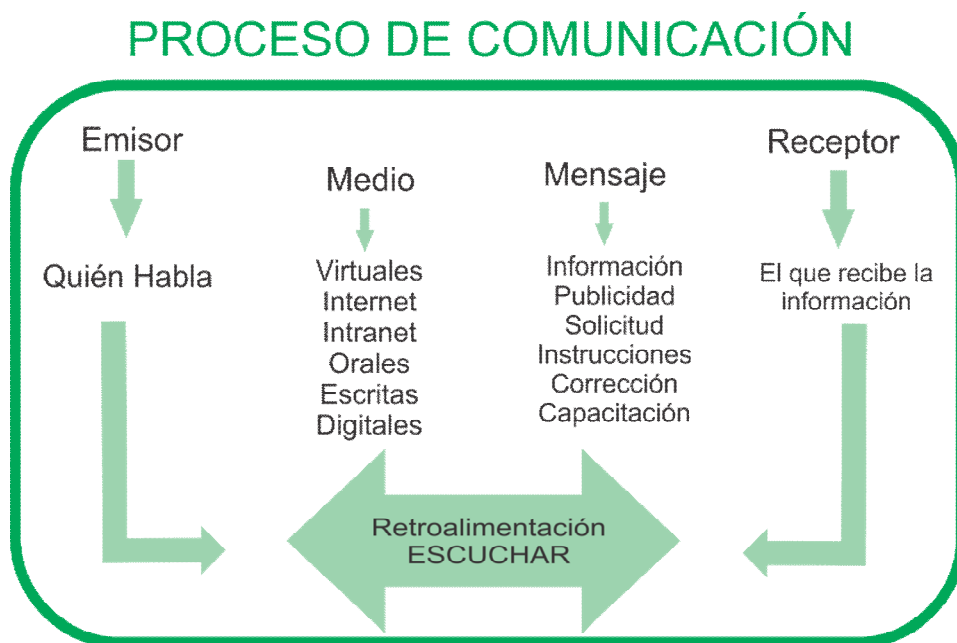 PROCESO DE COMUNICACIÓN
Emisor
Quién Habla
Medio
Virtuales
Internet
Intranet
Orales
Escritas
Digitales
Mensaje
Información
Publicidad
Solicitud
Instrucciones
Corrección
Capacitación
Receptor
El que recibe la
información
Retroalimentación
ESCUCHAR